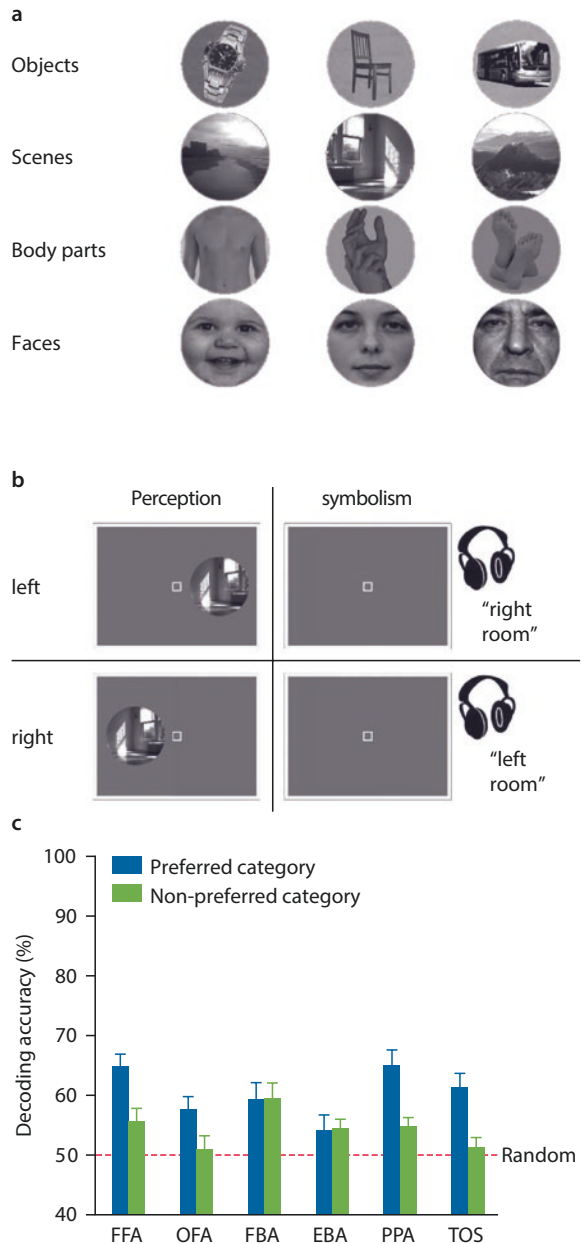 a
Objects
Scenes
Body parts
Faces
b
Perception symbolism
left
"right
room"
right
"left
room"
c
100
90
80
70
60
50
40
Decoding accuracy (%)
Preferred category
Non-preferred category
Random
FFA OFA FBA EBA PPA TOS